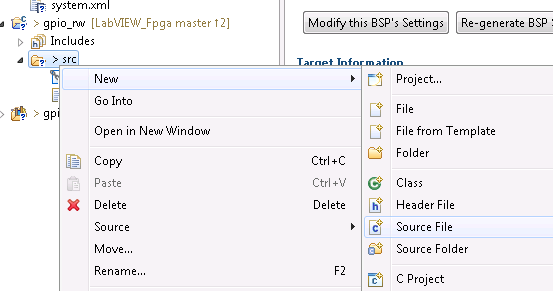 system.xml
> gpio_rw [LabVIEW_Fpga master ↑2]
Includes
> src
> gpi
Modify this BSP's Settings
Re-generate BSP S
Target Information
New
Go Into
Open in New Window
Copy Ctrl+C
Paste Ctrl+V
Delete Delete
Source
Move...
Rename... F2
Project...
File
File from Template
Folder
Class
Header File
Source File
Source Folder
C Project